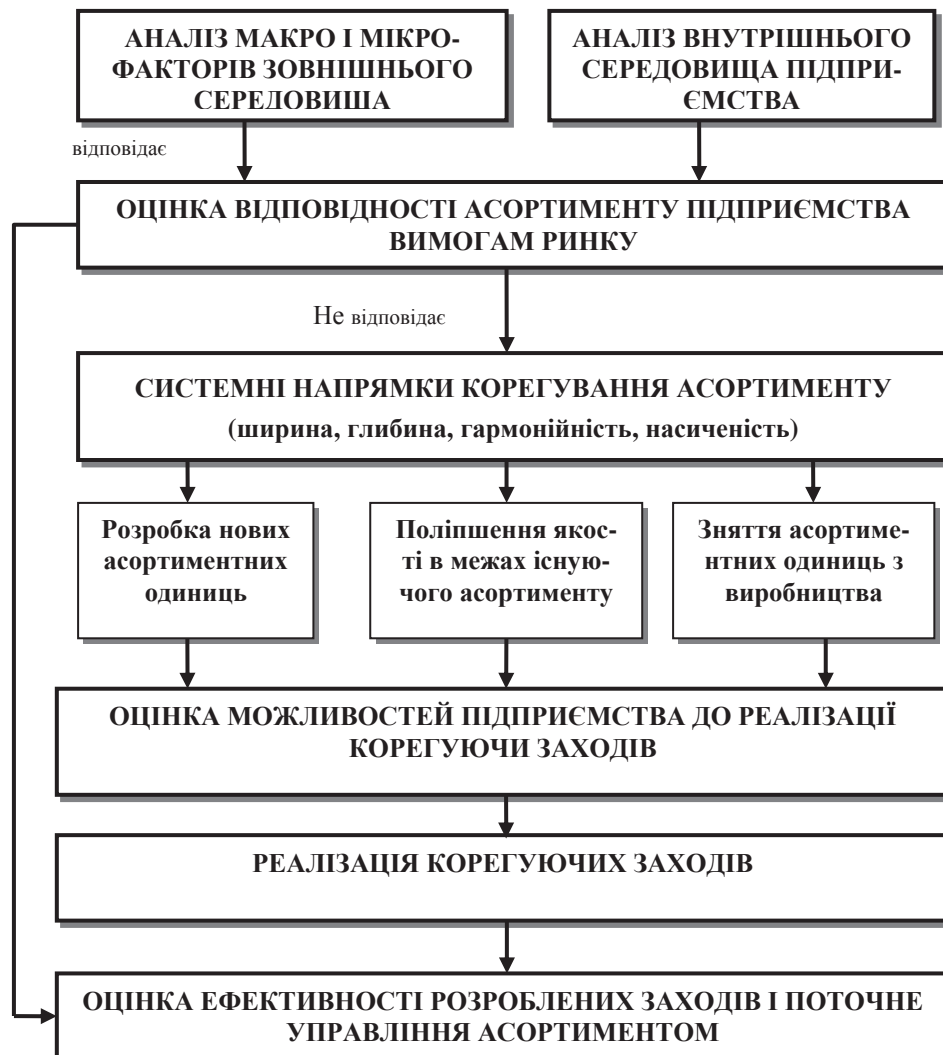 АНАЛІЗ МАКРО І МІКРО-
ФАКТОРІВ ЗОВНІШНЬОГО
СЕРЕДОВИЩА
АНАЛІЗ ВНУТРІШНЬОГО
СЕРЕДОВИЩА ПІДПРИ-
ЄМСТВА
відповідає
ОЦІНКА ВІДПОВІДНОСТІ АСОРТИМЕНТУ ПІДПРИЄМСТВА
ВИМОГАМ РИНКУ
Не відповідає
СИСТЕМНІ НАПРЯМКИ КОРЕГУВАННЯ АСОРТИМЕНТУ
(ширина, глибина, гармонійність, насиченість)
Розробка нових
асортиментних
одиниць
Поліпшення якос-
ті в межах існую-
чого асортименту
Зняття асортиме-
нтних одиниць з
виробництва
ОЦІНКА МОЖЛИВОСТЕЙ ПІДПРИЄМСТВА ДО РЕАЛІЗАЦІЇ
КОРЕГУЮЧИ ЗАХОДІВ
РЕАЛІЗАЦІЯ КОРЕГУЮЧИХ ЗАХОДІВ
ОЦІНКА ЕФЕКТИВНОСТІ РОЗРОБЛЕНИХ ЗАХОДІВ І ПОТОЧНЕ
УПРАВЛІННЯ АСОРТИМЕНТОМ